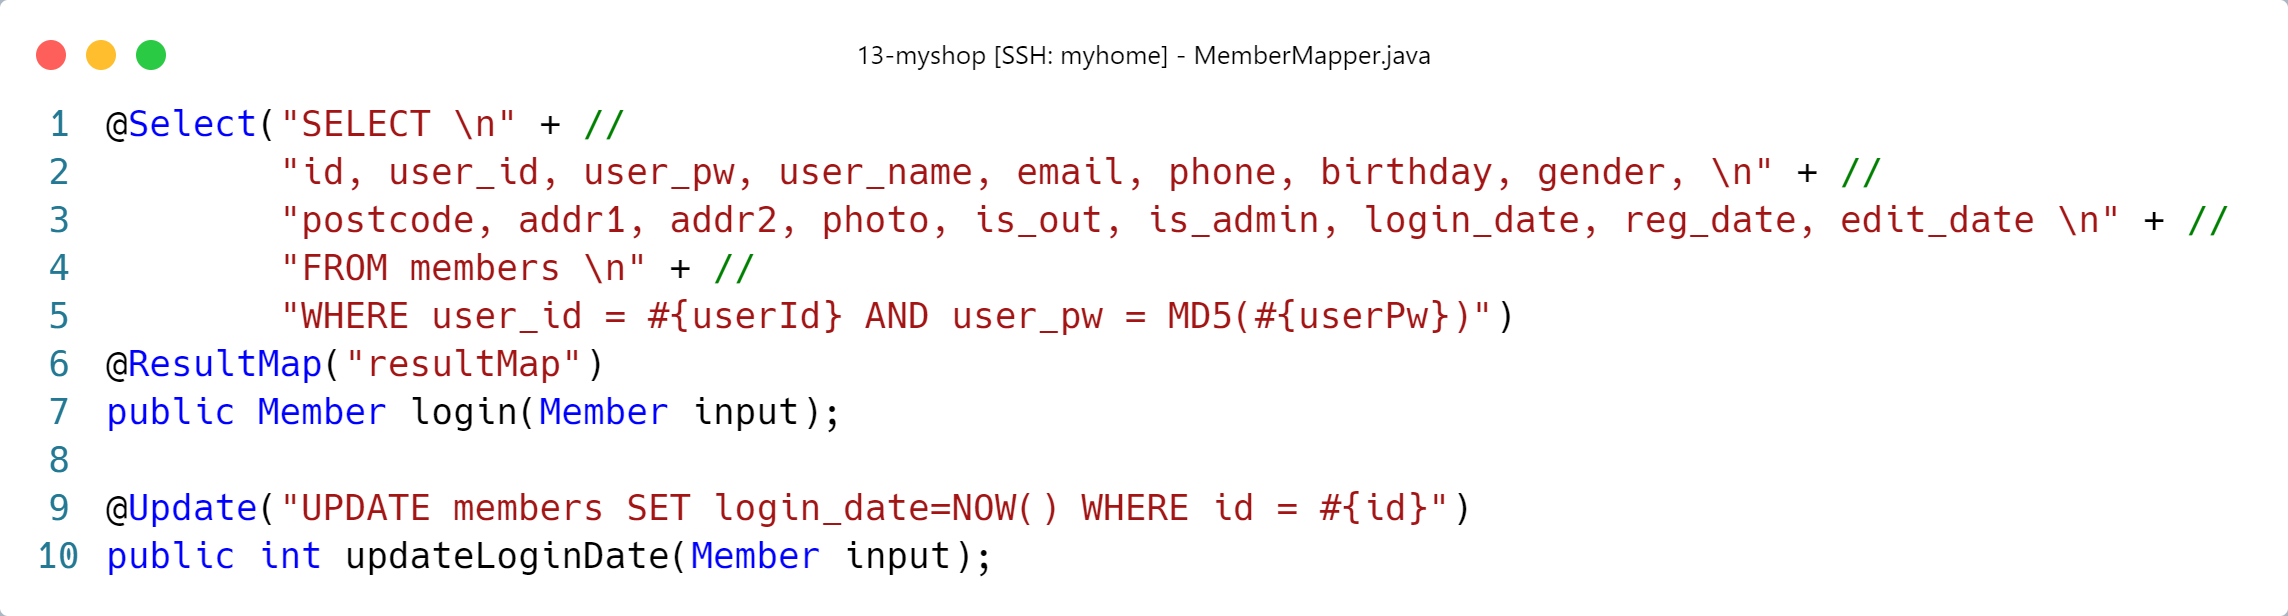 13-myshop [SSH: myhome] - MemberMapper.java
1 @Select("SELECT \n" + //
2 "id, user_id, user_pw, user_name, email, phone, birthday, gender, \n" + //
3 "postcode, addr1, addr2, photo, is_out, is_admin, login_date, reg_date, edit_date \n" + //
4 "FROM members \n" + //
5 "WHERE user_id = #{userId} AND user_pw = MD5(#{userPw})")
6 @ResultMap("resultMap")
7 public Member login(Member input);
8
9 @Update("UPDATE members SET login_date=NOW() WHERE id = #{id}")
10 public int updateLoginDate(Member input);